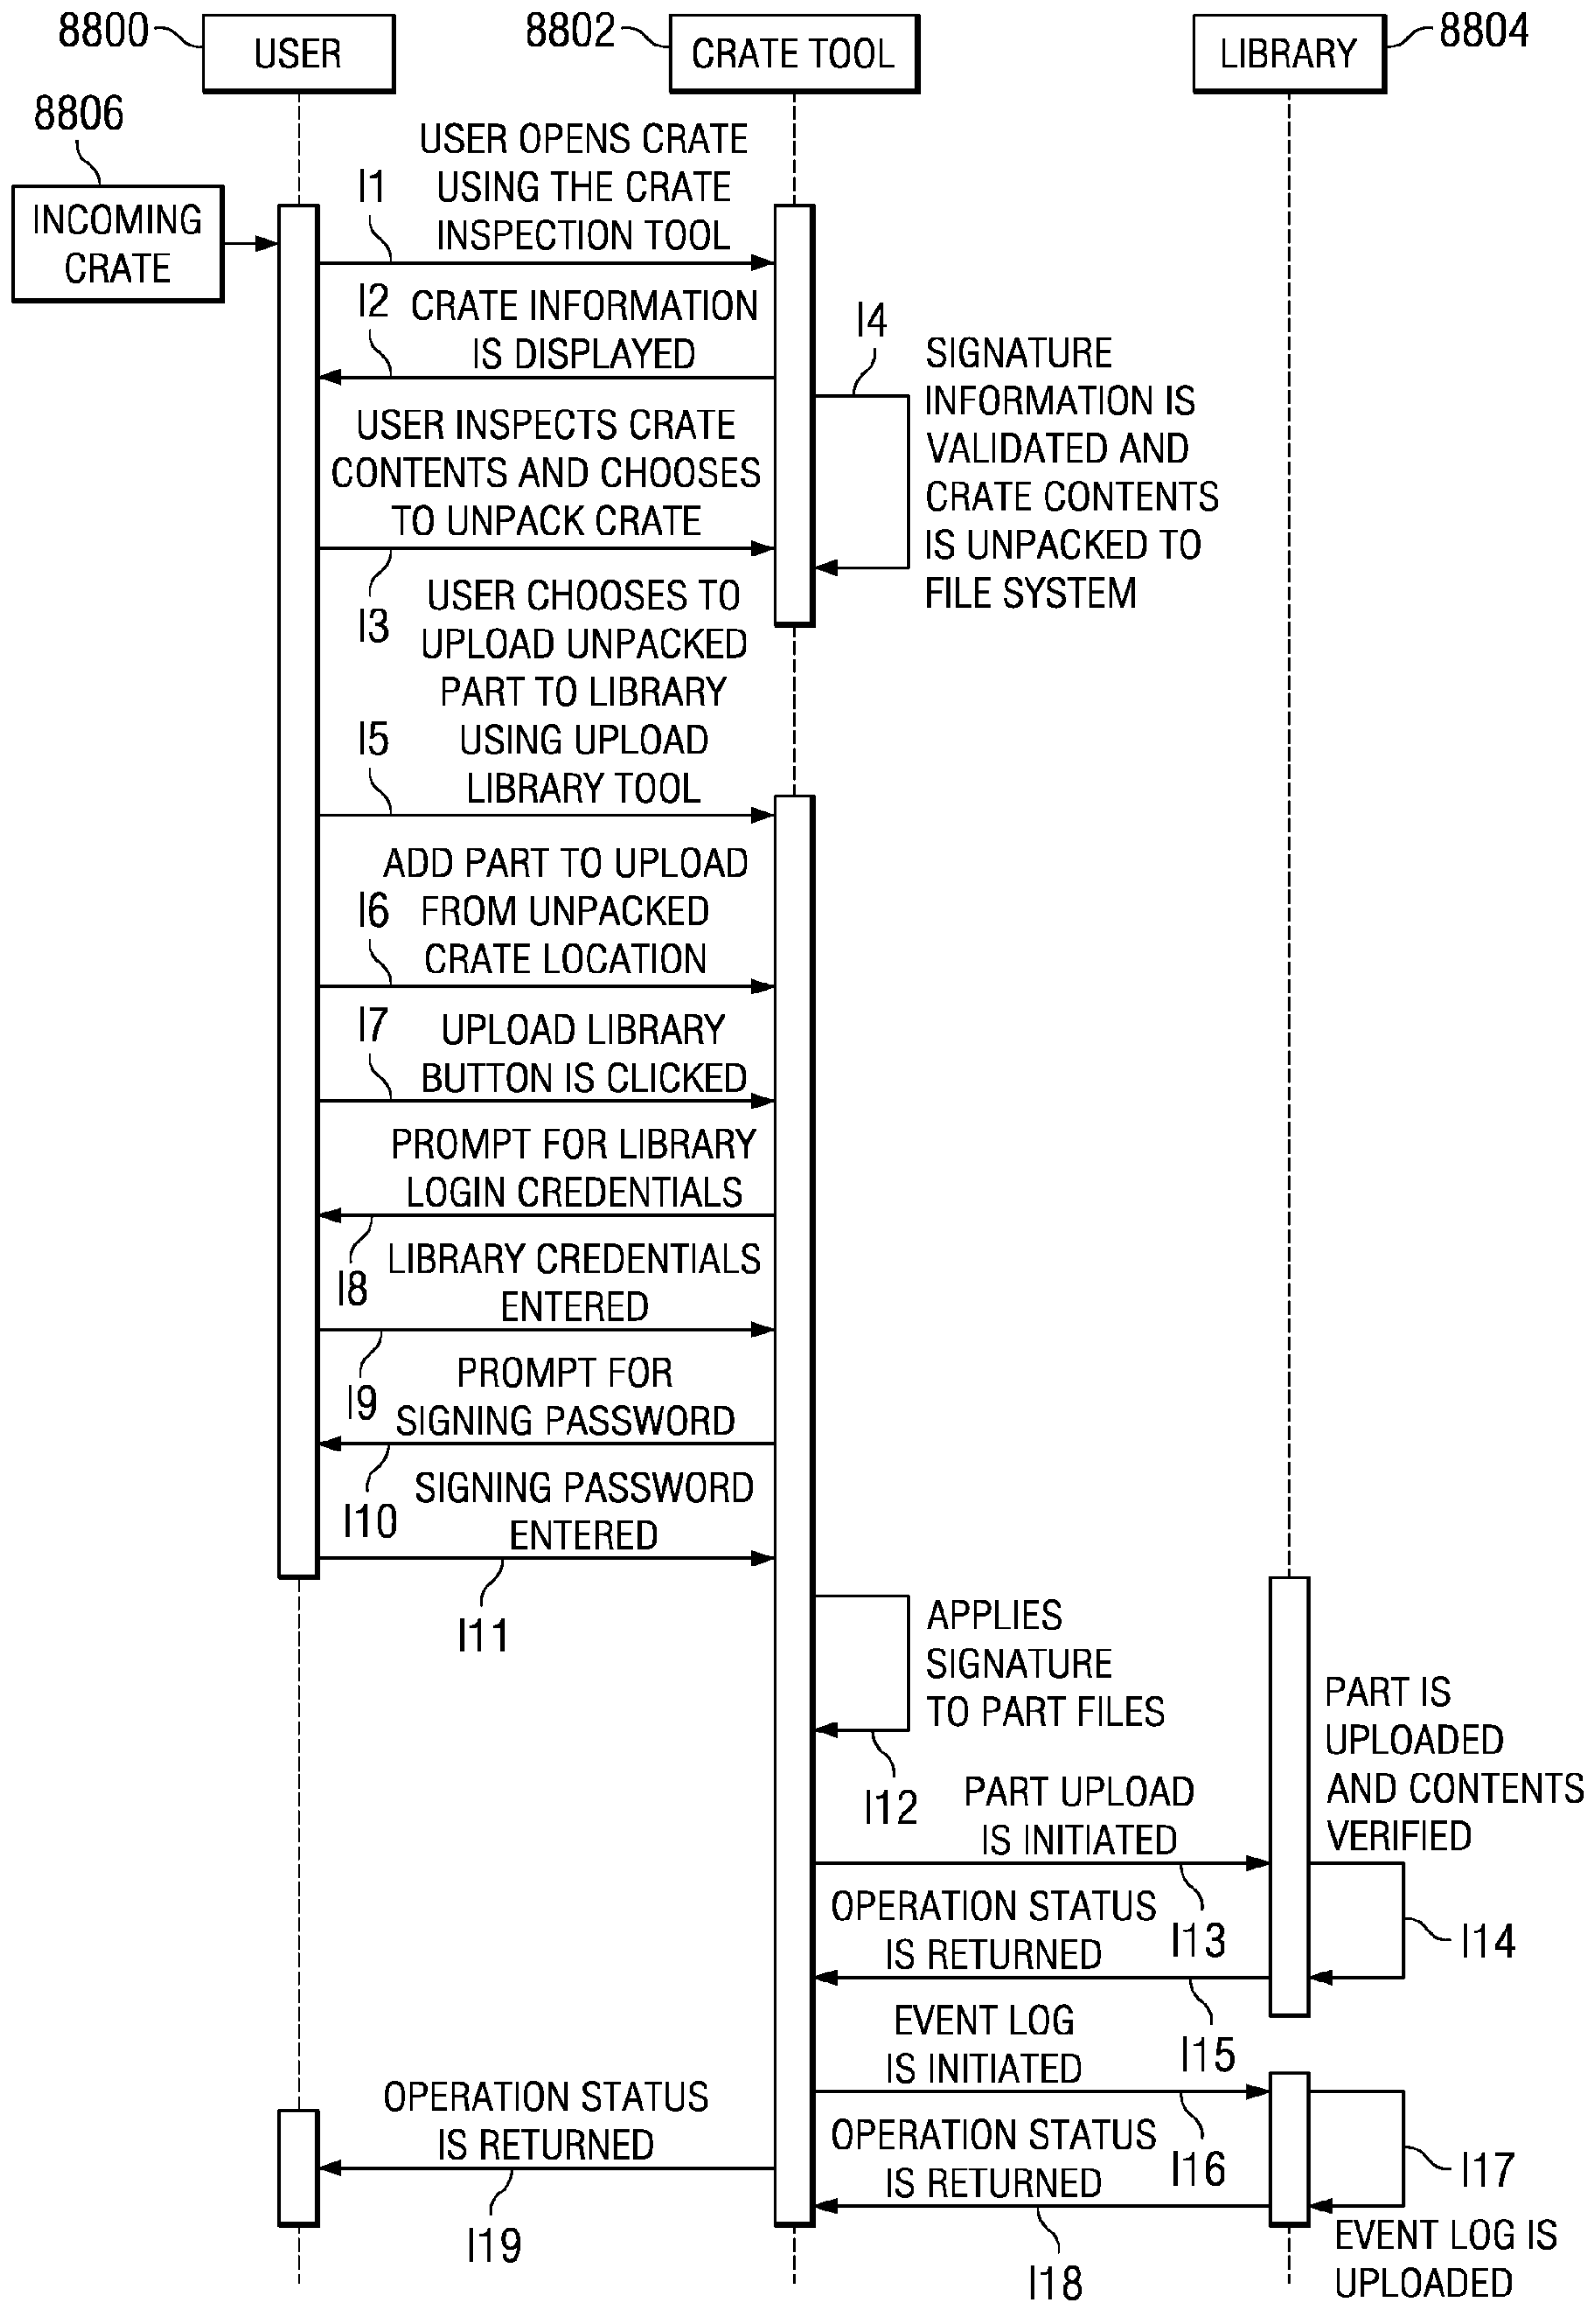 8800
USER
8802
CRATE TOOL
LIBRARY
8804
8806
INCOMING
CRATE
I1
USER OPENS CRATE
USING THE CRATE
INSPECTION TOOL
I2
CRATE INFORMATION
IS DISPLAYED
I4
SIGNATURE
INFORMATION IS
VALIDATED AND
CRATE CONTENTS
IS UNPACKED TO
FILE SYSTEM
USER INSPECTS CRATE
CONTENTS AND CHOOSES
TO UNPACK CRATE
I3
USER CHOOSES TO
UPLOAD UNPACKED
PART TO LIBRARY
USING UPLOAD
LIBRARY TOOL
I5
ADD PART TO UPLOAD
FROM UNPACKED
CRATE LOCATION
I6
I7
UPLOAD LIBRARY
BUTTON IS CLICKED
PROMPT FOR LIBRARY
LOGIN CREDENTIALS
I8
LIBRARY CREDENTIALS
ENTERED
I9
PROMPT FOR
SIGNING PASSWORD
I10
SIGNING PASSWORD
ENTERED
I11
APPLIES
SIGNATURE
TO PART FILES
I12
PART IS
UPLOADED
AND CONTENTS
VERIFIED
PART UPLOAD
IS INITIATED
I13
I14
OPERATION STATUS
IS RETURNED
I15
EVENT LOG
IS INITIATED
I16
I17
OPERATION STATUS
IS RETURNED
I18
EVENT LOG IS
UPLOADED
OPERATION STATUS
IS RETURNED
I19